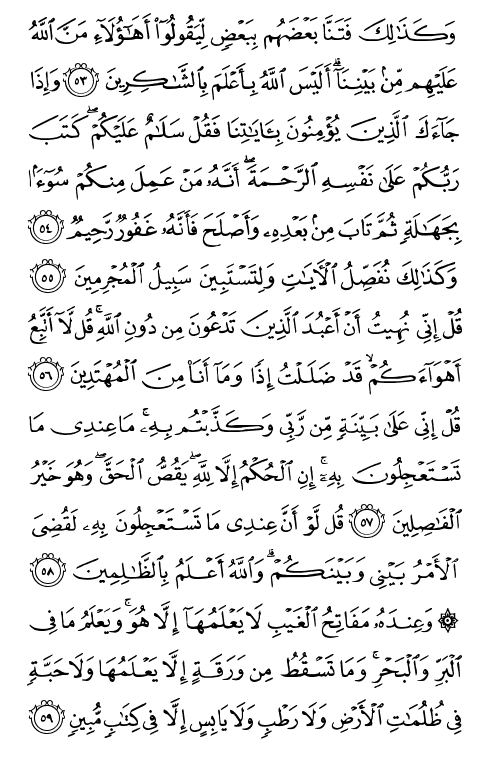 وَكَذَٰلِكَ فَتَنَّا بَعْضَهُم بِبَعْضٍ لِّيَقُولُوٓا۟ أَهَٰٓؤُلَآءِ مَنَّ ٱللَّهُ
عَلَيْهِم مِّنۢ بَيْنِنَآ ۗ أَلَيْسَ ٱللَّهُ بِأَعْلَمَ بِٱلشَّٰكِرِينَ ٥٣ وَإِذَا
جَآءَكَ ٱلَّذِينَ يُؤْمِنُونَ بِـَٔايَٰتِنَا فَقُلْ سَلَٰمٌ عَلَيْكُمْ ۖ كَتَبَ
رَبُّكُمْ عَلَىٰ نَفْسِهِ ٱلرَّحْمَةَ ۖ أَنَّهُۥ مَنْ عَمِلَ مِنكُمْ سُوٓءًۢا
بِجَهَٰلَةٍ ثُمَّ تَابَ مِنۢ بَعْدِهِۦ وَأَصْلَحَ فَأَنَّهُۥ غَفُورٌ رَّحِيمٌ ٥٤
وَكَذَٰلِكَ نُفَصِّلُ ٱلْـَٔايَٰتِ وَلِتَسْتَبِينَ سَبِيلُ ٱلْمُجْرِمِينَ ٥٥
قُلْ إِنِّى نُهِيتُ أَنْ أَعْبُدَ ٱلَّذِينَ تَدْعُونَ مِن دُونِ ٱللَّهِ ۚ قُل لَّآ أَتَّبِعُ
أَهْوَآءَكُمْ ۙ قَدْ ضَلَلْتُ إِذًا وَمَآ أَنَا۠ مِنَ ٱلْمُهْتَدِينَ ٥٦
قُلْ إِنِّى عَلَىٰ بَيِّنَةٍ مِّن رَّبِّى وَكَذَّبْتُم بِهِۦ ۚ مَا عِندِى مَا
تَسْتَعْجِلُونَ بِهِۦٓ ۚ إِنِ ٱلْحُكْمُ إِلَّا لِلَّهِ ۖ يَقُصُّ ٱلْحَقَّ ۖ وَهُوَ خَيْرُ
ٱلْفَٰصِلِينَ ٥٧ قُل لَّوْ أَنَّ عِندِى مَا تَسْتَعْجِلُونَ بِهِۦ لَقُضِىَ
ٱلْأَمْرُ بَيْنِى وَبَيْنَكُمْ ۗ وَٱللَّهُ أَعْلَمُ بِٱلظَّٰلِمِينَ ٥٨
۞ وَعِندَهُۥ مَفَاتِحُ ٱلْغَيْبِ لَا يَعْلَمُهَآ إِلَّا هُوَ ۚ وَيَعْلَمُ مَا فِى
ٱلْبَرِّ وَٱلْبَحْرِ ۚ وَمَا تَسْقُطُ مِن وَرَقَةٍ إِلَّا يَعْلَمُهَا وَلَا حَبَّةٍ
فِى ظُلُمَٰتِ ٱلْأَرْضِ وَلَا رَطْبٍ وَلَا يَابِسٍ إِلَّا فِى كِتَٰبٍ مُّبِينٍ ٥٩